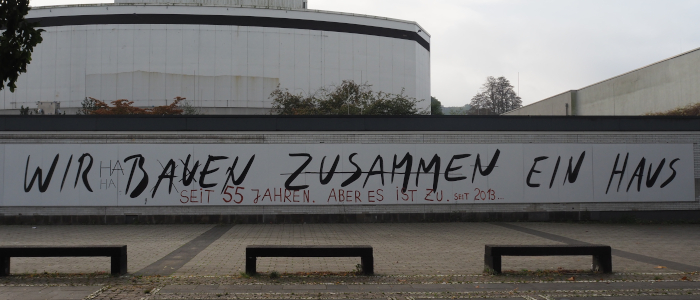 WIR BAUEN ZUSAMMEN EIN HAUS
HA
HA
SEIT 55 JAHREN. ABER ES IST ZU. SEIT 2013...